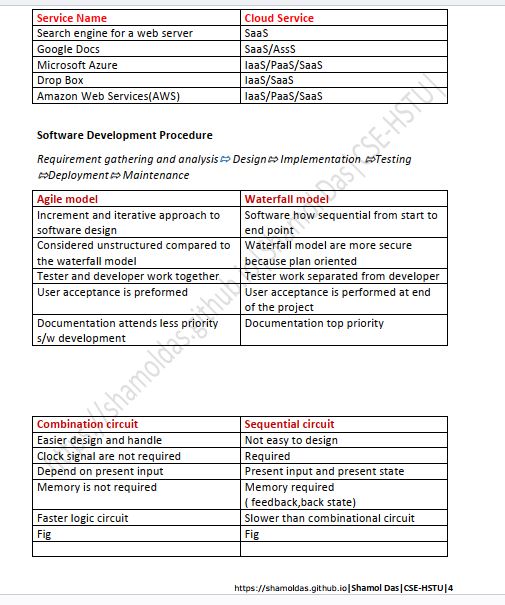 Service Name Cloud Service
Search engine for a web server SaaS
Google Docs SaaS/AssS
Microsoft Azure IaaS/PaaS/SaaS
Drop Box IaaS/SaaS
Amazon Web Services(AWS) IaaS/PaaS/SaaS
Software Development Procedure
Requirement gathering and analysis⇔ Design⇔ Implementation ⇔Testing
⇔Deployment⇔ Maintenance
Agile model Waterfall model
Increment and iterative approach to Software how sequential from start to
software design end point
Considered unstructured compared to Waterfall model are more secure
the waterfall model because plan oriented
Tester and developer work together Tester work separated from developer
User acceptance is preformed User acceptance is performed at end
of the project
Documentation attends less priority Documentation top priority
s/w development
Combination circuit Sequential circuit
Easier design and handle Not easy to design
Clock signal are not required Required
Depend on present input Present input and present state
Memory is not required Memory required
( feedback,back state)
Faster logic circuit Slower than combinational circuit
Fig Fig
https://shamoldas.github.io|Shamol Das|CSE-HSTU|
https://shamoldas.github.io|Shamol Das|CSE-HSTU|4